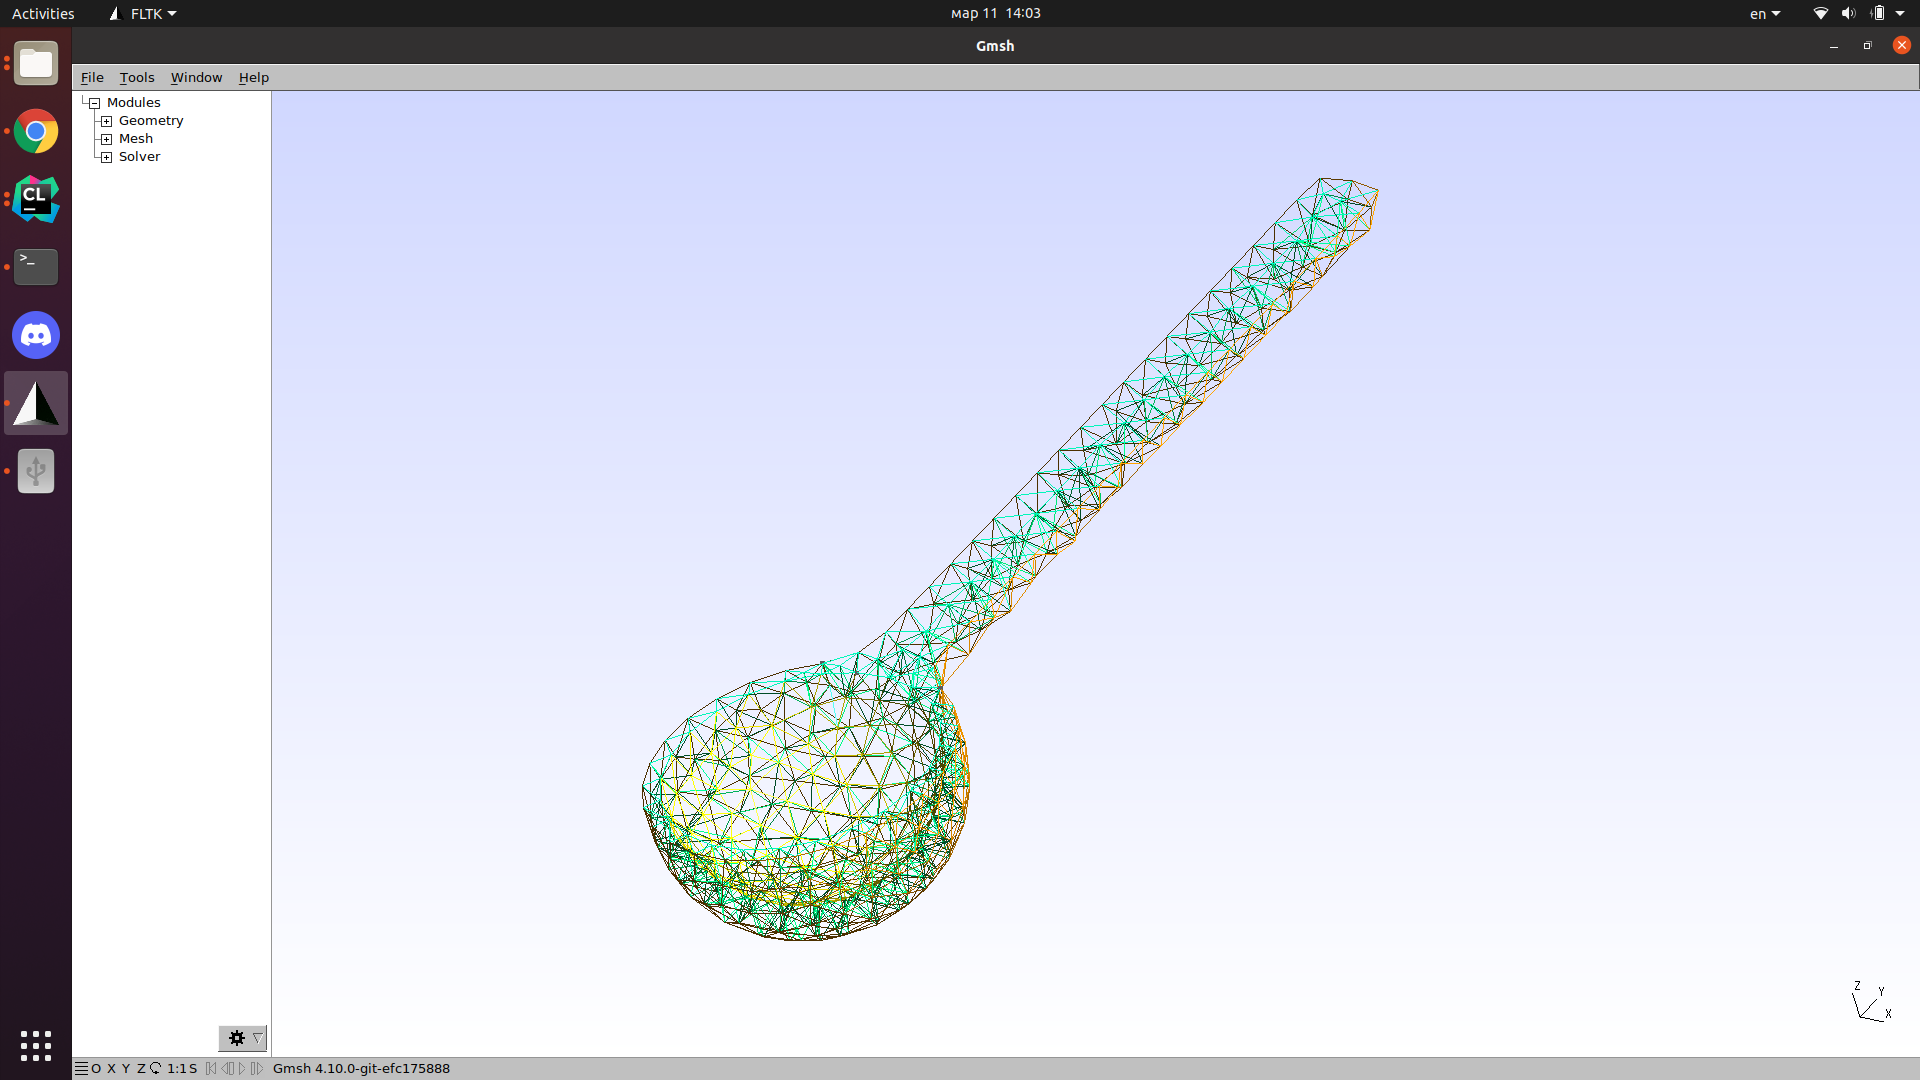 Activities FLTK мар 11 14:03 en
Gmsh
File Tools Window Help
Modules
Geometry
Mesh
Solver
CL
>_
Z
Y
X
O X Y Z 1:1 S Gmsh 4.10.0-git-efc175888